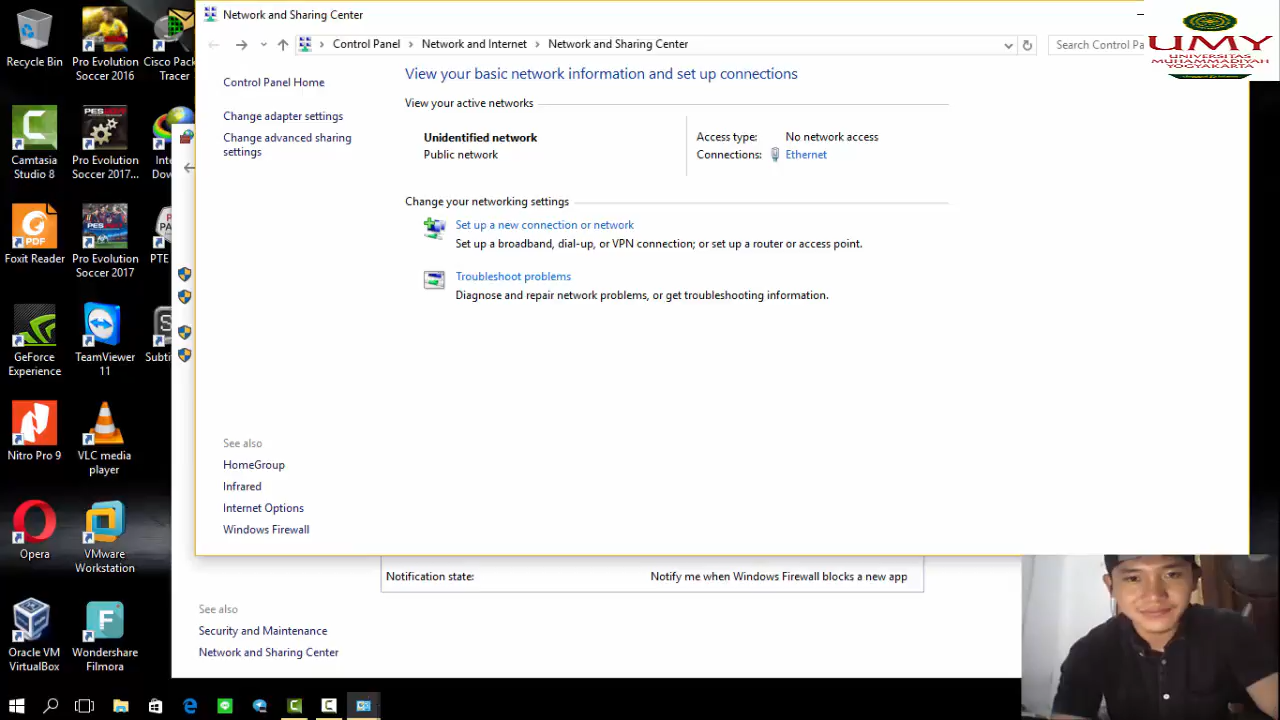 Network and Sharing Center
Control Panel
Network and Internet
Network and Sharing Center
Search Control Pa
UMY
UNIVERSITAS
MUHAMMADIYAH
YOGYAKARTA
Control Panel Home
Change adapter settings
Change advanced sharing
settings
View your basic network information and set up connections
View your active networks
Unidentified network
Public network
Access type: No network access
Connections: Ethernet
Change your networking settings
Set up a new connection or network
Set up a broadband, dial-up, or VPN connection; or set up a router or access point.
Troubleshoot problems
Diagnose and repair network problems, or get troubleshooting information.
See also
HomeGroup
Infrared
Internet Options
Windows Firewall
Notification state: Notify me when Windows Firewall blocks a new app
See also
Security and Maintenance
Network and Sharing Center
Recycle Bin
Pro Evolution
Soccer 2016
Cisco Pack
Tracer
Camtasia
Studio 8
Pro Evolution
Soccer 2017...
Int
Dow
Foxit Reader
Pro Evolution
Soccer 2017
PTE
GeForce
Experience
TeamViewer
11
Subti
Nitro Pro 9
VLC media
player
Opera
VMware
Workstation
Oracle VM
VirtualBox
Wondershare
Filmora